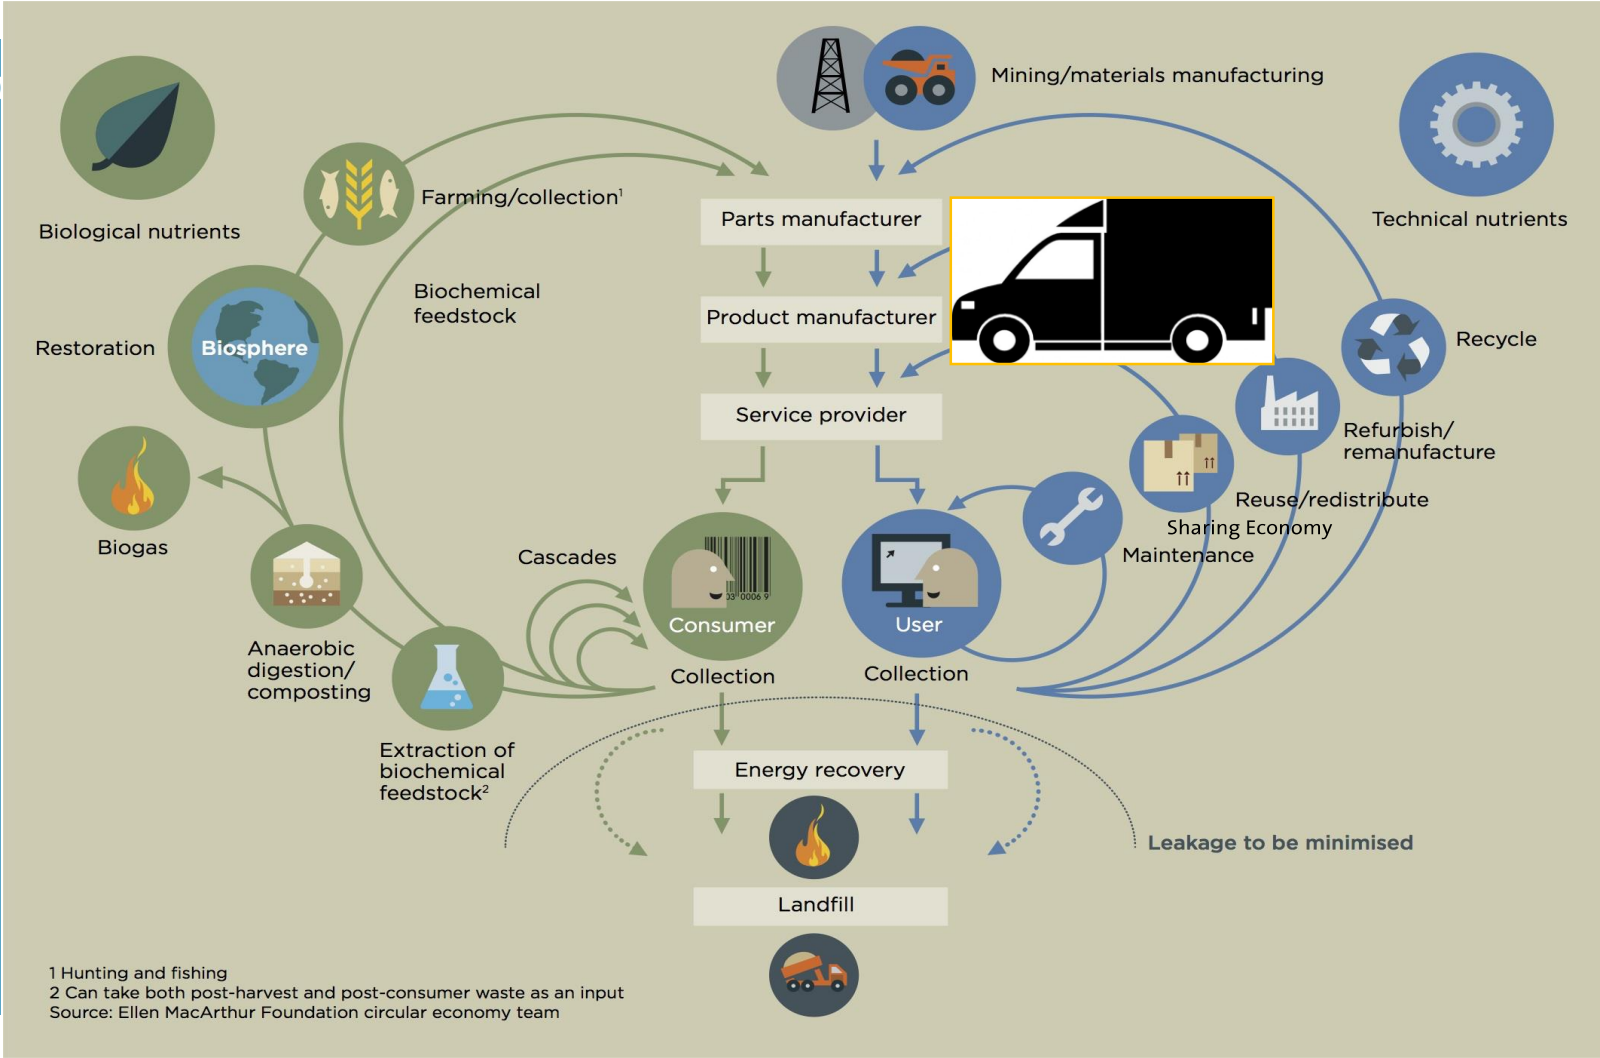 Mining/materials manufacturing
Biological nutrients
Technical nutrients
Farming/collection¹
Parts manufacturer
Biochemical
feedstock
Product manufacturer
Restoration
Biosphere
Recycle
Service provider
Refurbish/
remanufacture
Reuse/redistribute
Sharing Economy
Maintenance
Biogas
Cascades
03 0006 9
Consumer
User
Collection
Collection
Anaerobic
digestion/
composting
Extraction of
biochemical
feedstock²
Energy recovery
Leakage to be minimised
Landfill
1 Hunting and fishing
2 Can take both post-harvest and post-consumer waste as an input
Source: Ellen MacArthur Foundation circular economy team